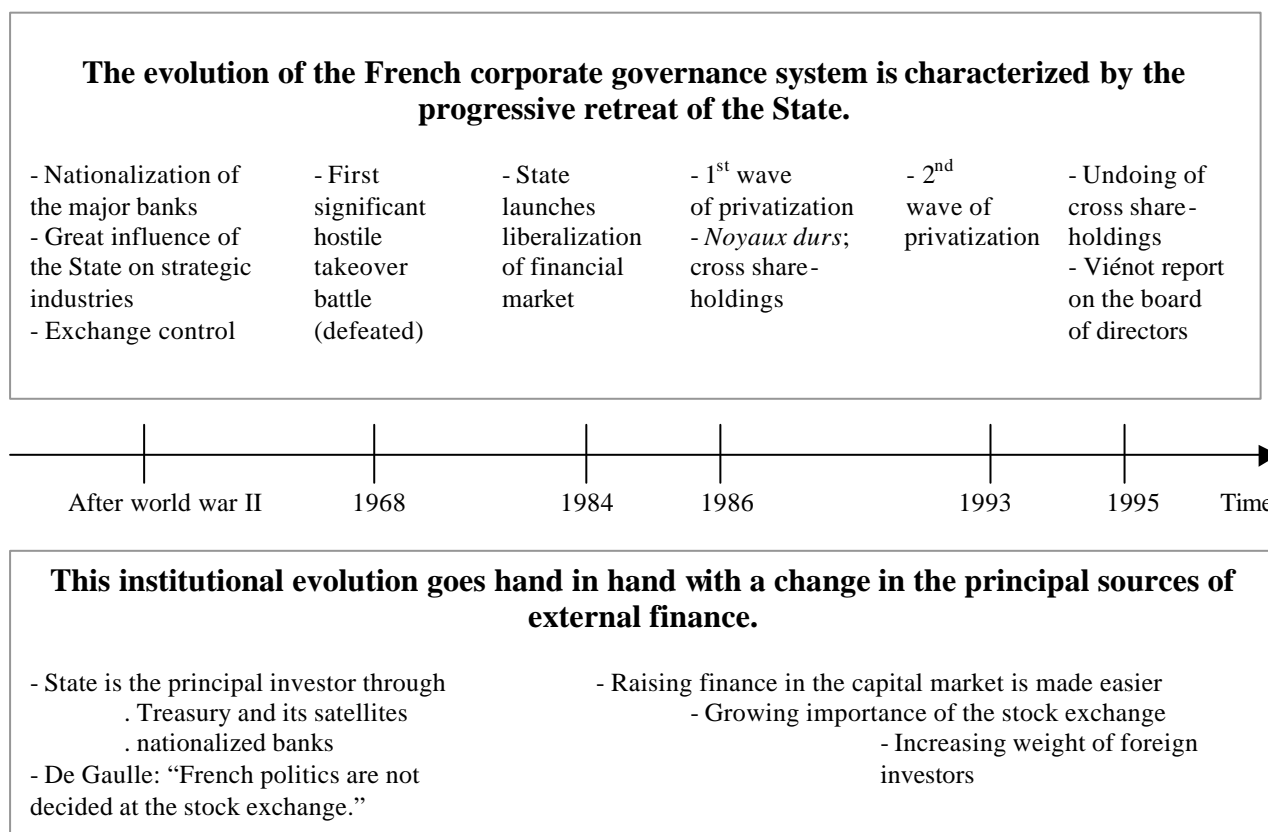 The evolution of the French corporate governance system is characterized by the
progressive retreat of the State.
- Nationalization of
the major banks
- Great influence of
the State on strategic
industries
- Exchange control
- First
significant
hostile
takeover
battle
(defeated)
- State
launches
liberalization
of financial
market
- 1st wave
of privatization
- Noyaux durs;
cross share-
holdings
- 2nd
wave of
privatization
- Undoing of
cross share-
holdings
- Viénot report
on the board
of directors
After world war II
1968
1984
1986
1993
1995
Time
This institutional evolution goes hand in hand with a change in the principal sources of
external finance.
- State is the principal investor through
. Treasury and its satellites
. nationalized banks
- De Gaulle: “French politics are not
decided at the stock exchange.”
- Raising finance in the capital market is made easier
- Growing importance of the stock exchange
- Increasing weight of foreign
investors